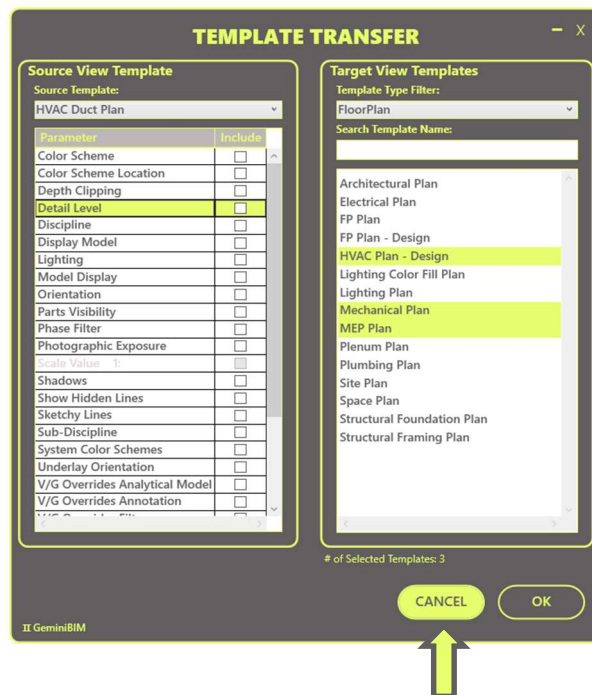 TEMPLATE TRANSFER
– X
Source View Template
Source Template:
HVAC Duct Plan
Parameter Include
Color Scheme
Color Scheme Location
Depth Clipping
Detail Level
Discipline
Display Model
Lighting
Model Display
Orientation
Parts Visibility
Phase Filter
Photographic Exposure
Scale Value 1:
Shadows
Show Hidden Lines
Sketchy Lines
Sub-Discipline
System Color Schemes
Underlay Orientation
V/G Overrides Analytical Model
V/G Overrides Annotation
Target View Templates
Template Type Filter:
FloorPlan
Search Template Name:
Architectural Plan
Electrical Plan
FP Plan
FP Plan - Design
HVAC Plan - Design
Lighting Color Fill Plan
Lighting Plan
Mechanical Plan
MEP Plan
Plenum Plan
Plumbing Plan
Site Plan
Space Plan
Structural Foundation Plan
Structural Framing Plan
# of Selected Templates: 3
CANCEL
OK
II GeminiBIM